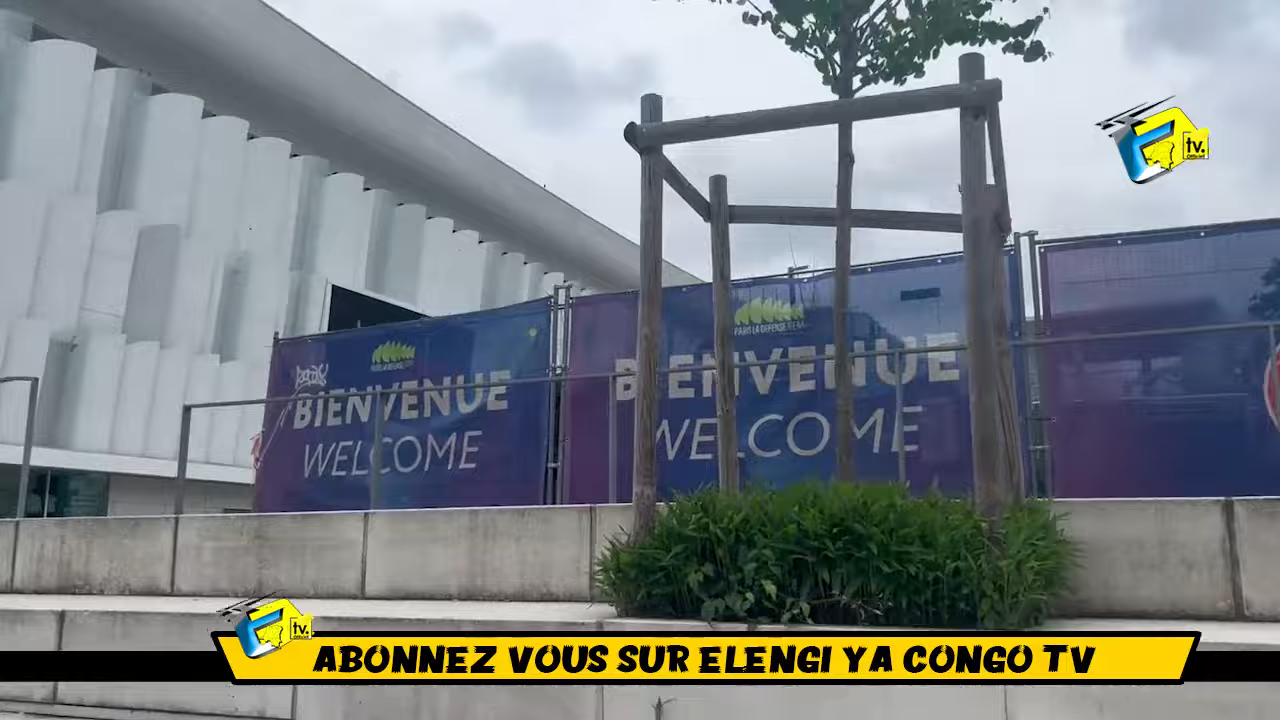 tv.
BIENVENUE
WELCOME
PARIS LA DEFENSE ARENA
BIENVENUE
WELCOME
tv.
ABONNEZ VOUS SUR ELENGI YA CONGO TV